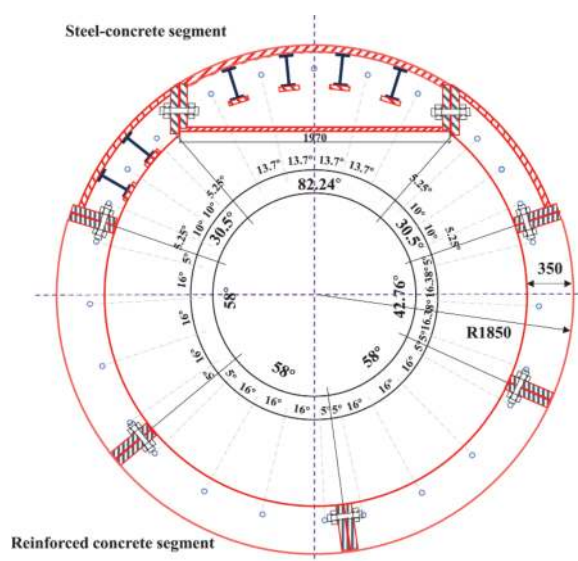 Steel-concrete segment
1970
13.7° 13.7° 13.7° 13.7°
82.24°
5.25° 5.25°
10° 10°
30.5° 30.5°
10° 10°
5.25° 5.25°
5° 5°
16° 16.38°
58° 42.76°
350
R1850
16° 16.38°
16° 5° 5°
58° 58°
5° 5° 16° 16° 16° 5° 5° 16° 16° 16°
Reinforced concrete segment